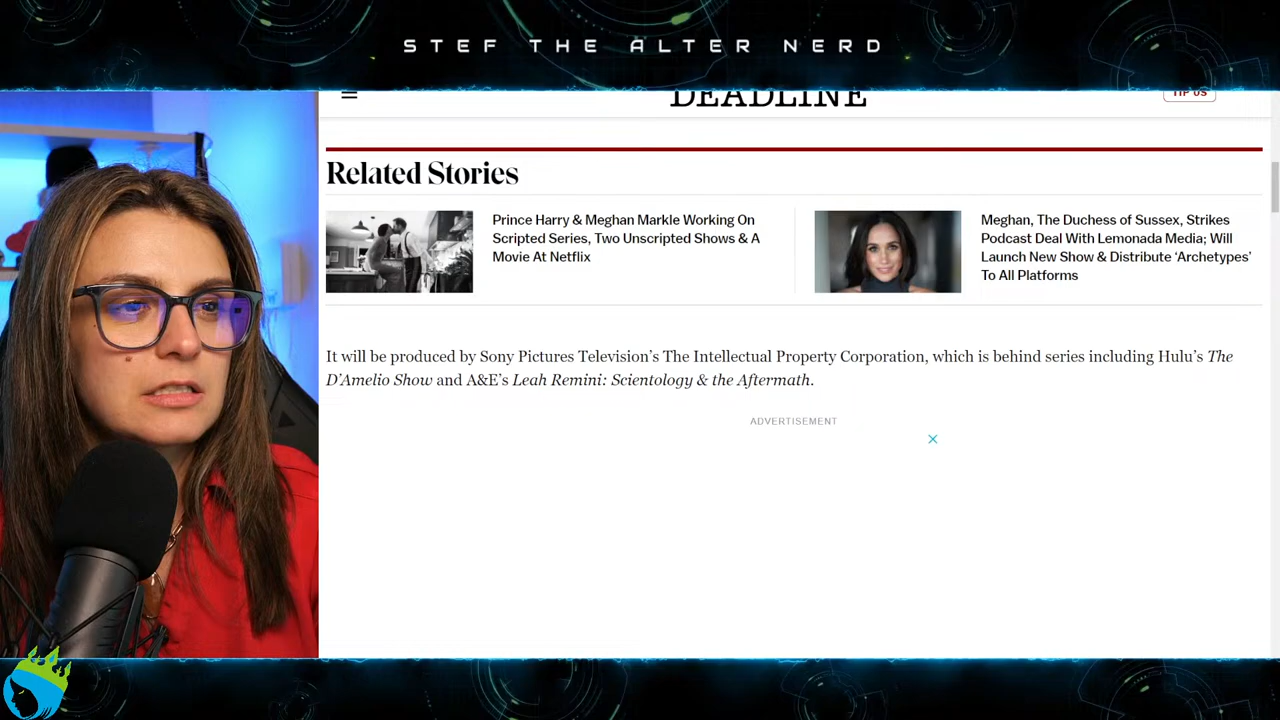 STEF THE ALTER NERD
DEADLINE
TIP US
Related Stories
Prince Harry & Meghan Markle Working On
Scripted Series, Two Unscripted Shows & A
Movie At Netflix
Meghan, The Duchess of Sussex, Strikes
Podcast Deal With Lemonada Media; Will
Launch New Show & Distribute ‘Archetypes’
To All Platforms
It will be produced by Sony Pictures Television’s The Intellectual Property Corporation, which is behind series including Hulu’s The
D’Amelio Show and A&E’s Leah Remini: Scientology & the Aftermath.
ADVERTISEMENT